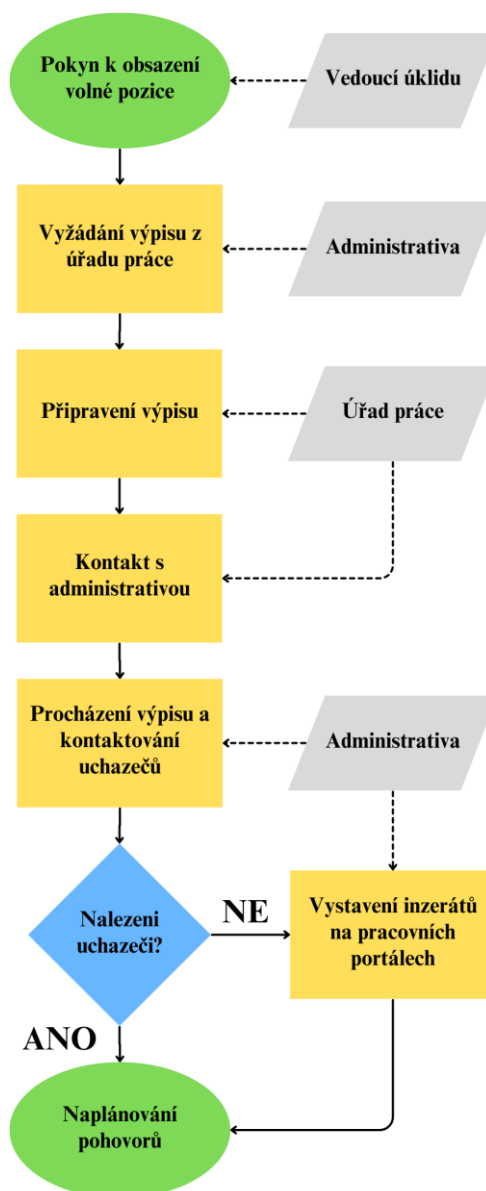 Pokyn k obsazení
volné pozice
Vedoucí úklidu
Vyžádání výpisu z
úřadu práce
Administrativa
Připravení výpisu
Úřad práce
Kontakt s
administrativou
Procházení výpisu a
kontaktování
uchazečů
Administrativa
Nalezeni
uchazeči?
NE
Vystavení inzerátů
na pracovních
portálech
ANO
Naplánování
pohovorů